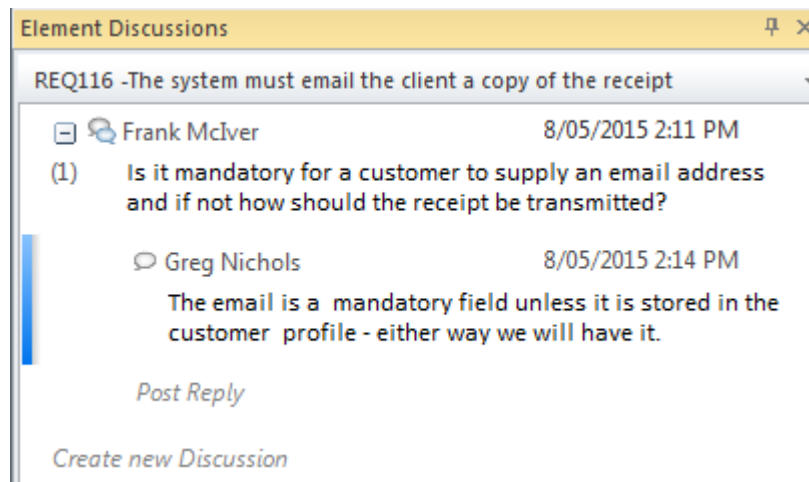 Element Discussions
REQ116 -The system must email the client a copy of the receipt
Frank McIver 8/05/2015 2:11 PM
(1) Is it mandatory for a customer to supply an email address
and if not how should the receipt be transmitted?
Greg Nichols 8/05/2015 2:14 PM
The email is a  mandatory field unless it is stored in the
customer  profile - either way we will have it.
Post Reply
Create new Discussion